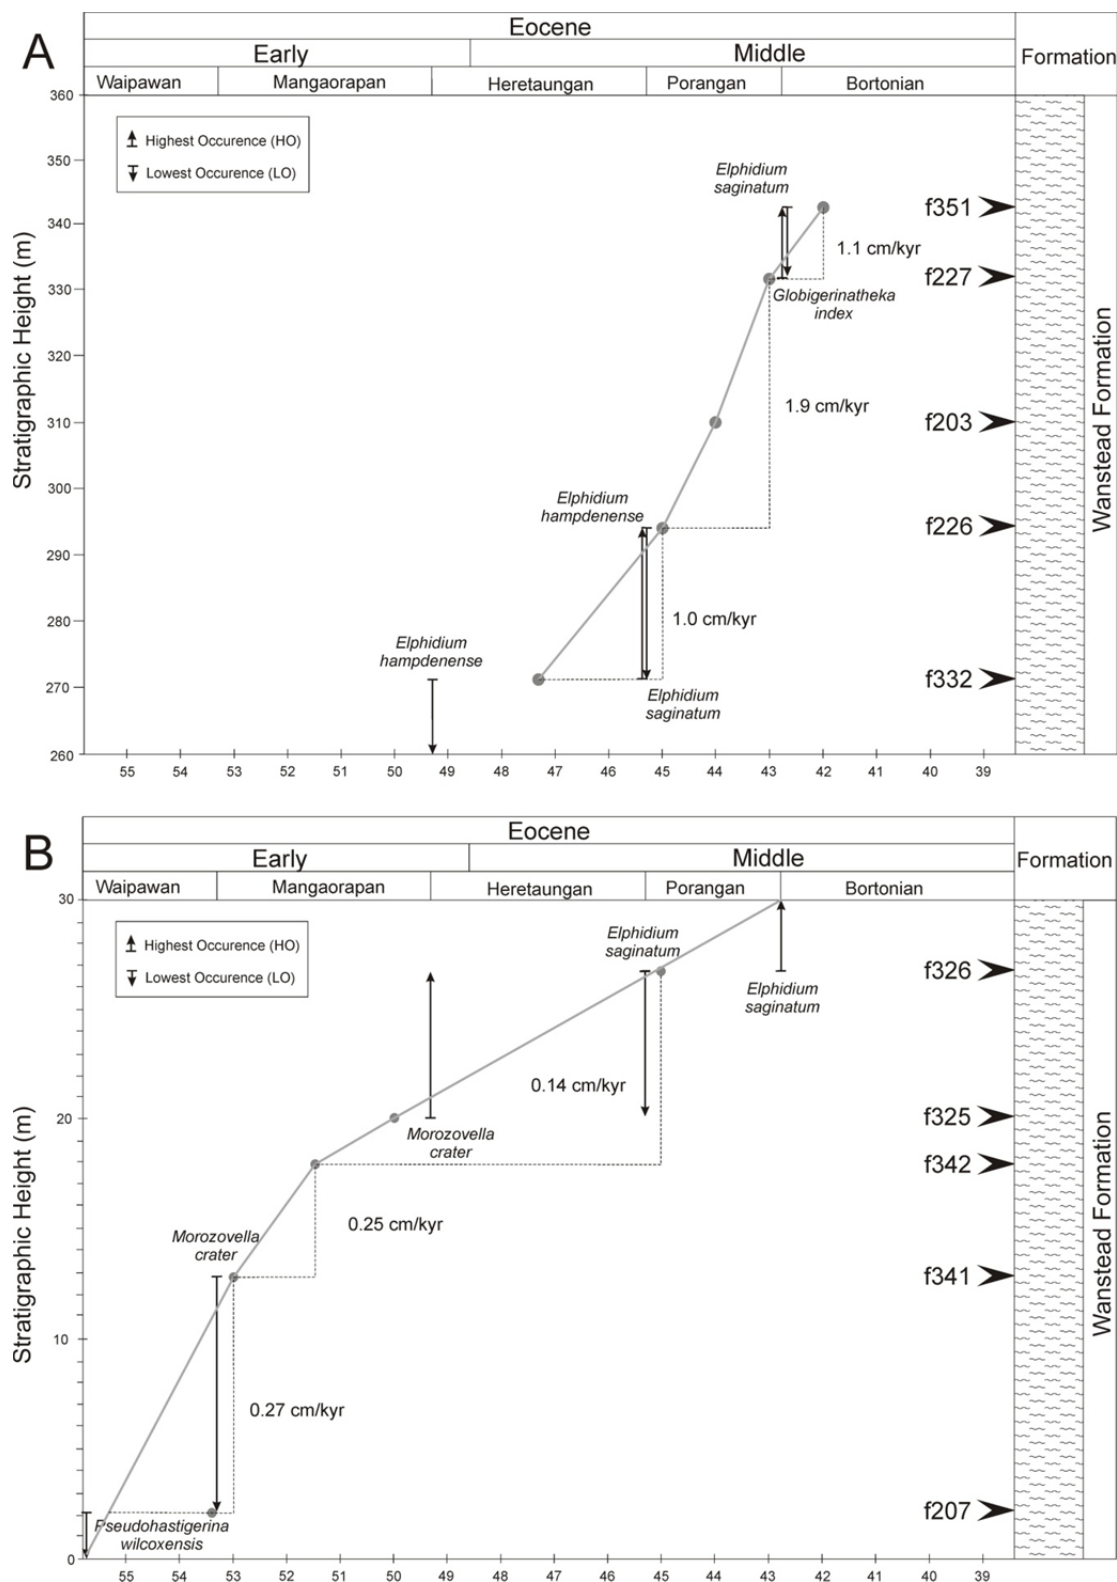 A
Eocene
Early Middle Formation
Waipawan Mangaorapan Heretaungan Porangan Bortonian
360
Highest Occurence (HO)
Lowest Occurence (LO)
350
Elphidium
saginatum
f351
340
1.1 cm/kyr
f227
330
Globigerinatheka
index
320
1.9 cm/kyr
310
f203
300
Elphidium
hampdenense
f226
290
280
1.0 cm/kyr
Elphidium
hampdenense
f332
270
Elphidium
saginatum
260
Stratigraphic Height (m)
Wanstead Formation
55 54 53 52 51 50 49 48 47 46 45 44 43 42 41 40 39
B
Eocene
Early Middle Formation
Waipawan Mangaorapan Heretaungan Porangan Bortonian
30
Highest Occurence (HO)
Lowest Occurence (LO)
Elphidium
saginatum
f326
Elphidium
saginatum
0.14 cm/kyr
20
f325
Morozovella
crater
f342
0.25 cm/kyr
Morozovella
crater
f341
10
0.27 cm/kyr
f207
Pseudohastigerina
wilcoxensis
0
Stratigraphic Height (m)
Wanstead Formation
55 54 53 52 51 50 49 48 47 46 45 44 43 42 41 40 39